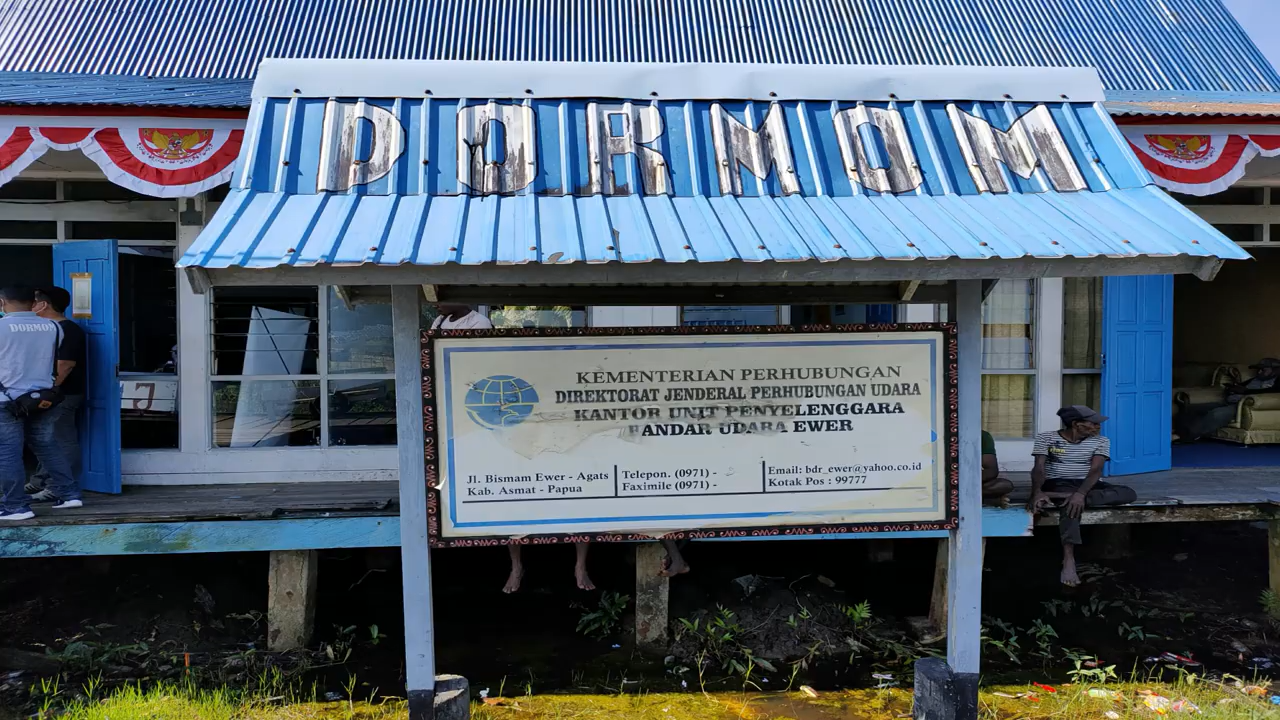 DORMOM
DORMON
J
KEMENTERIAN PERHUBUNGAN
DIREKTORAT JENDERAL PERHUBUNGAN UDARA
KANTOR UNIT PENYELENGGARA
BANDAR UDARA EWER
Jl. Bismam Ewer - Agats
Kab. Asmat - Papua
Telepon. (0971) -
Faximile (0971) -
Email: bdr_ewer@yahoo.co.id
Kotak Pos : 99777